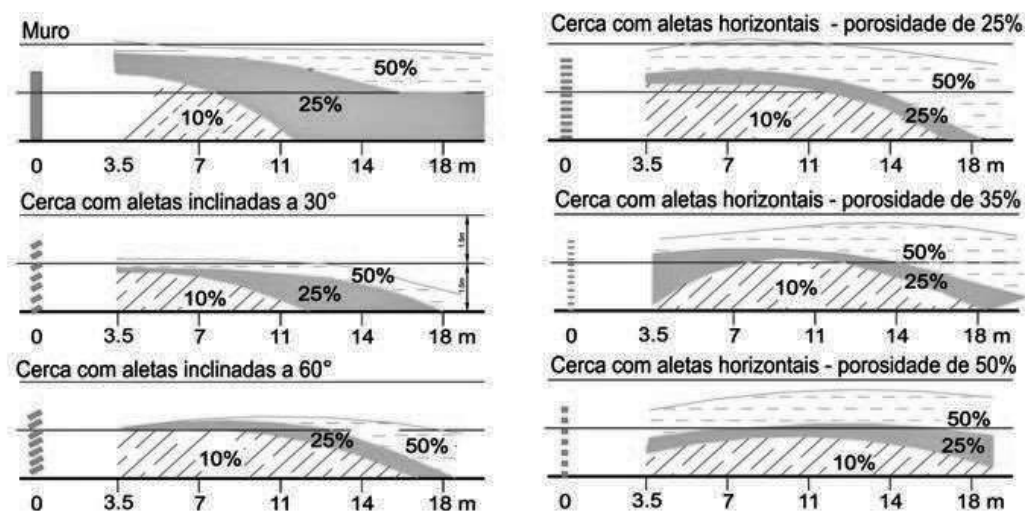 Muro
50%
25%
10%
0 3.5 7 11 14 18 m
Cerca com aletas inclinadas a 30°
1.5m
50%
1.5m
25%
10%
0 3.5 7 11 14 18 m
Cerca com aletas inclinadas a 60°
25%
50%
10%
0 3.5 7 11 14 18 m
Cerca com aletas horizontais - porosidade de 25%
50%
10%
25%
0 3.5 7 11 14 18 m
Cerca com aletas horizontais - porosidade de 35%
50%
25%
10%
0 3.5 7 11 14 18 m
Cerca com aletas horizontais - porosidade de 50%
50%
25%
10%
0 3.5 7 11 14 18 m